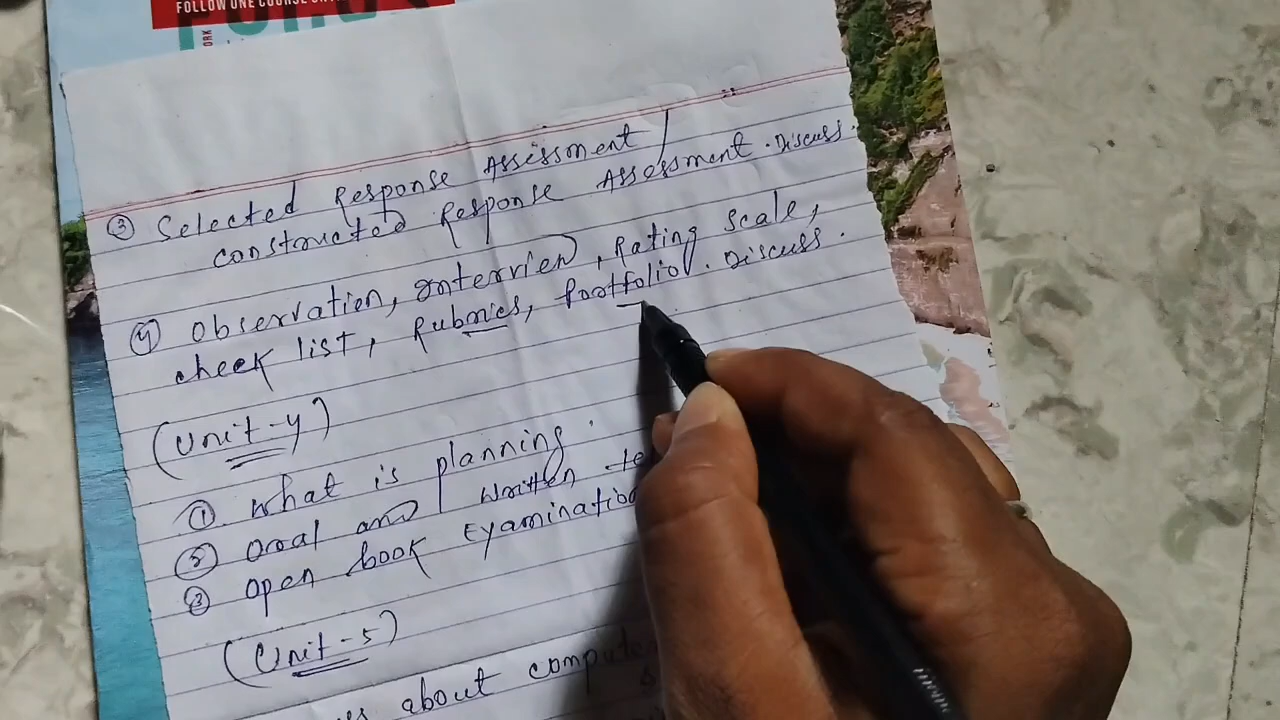 FOLLOW ONE COURSE
③ Selected Response Assessment /
constructed Response Assessment. Discuss.
④ Observation, Interview, Rating Scale,
check list, Rubrics, Portfolio. Discuss.
(Unit-4)
① What is planning.
② Oral and written
③ open book Examination
(Unit-5)
about